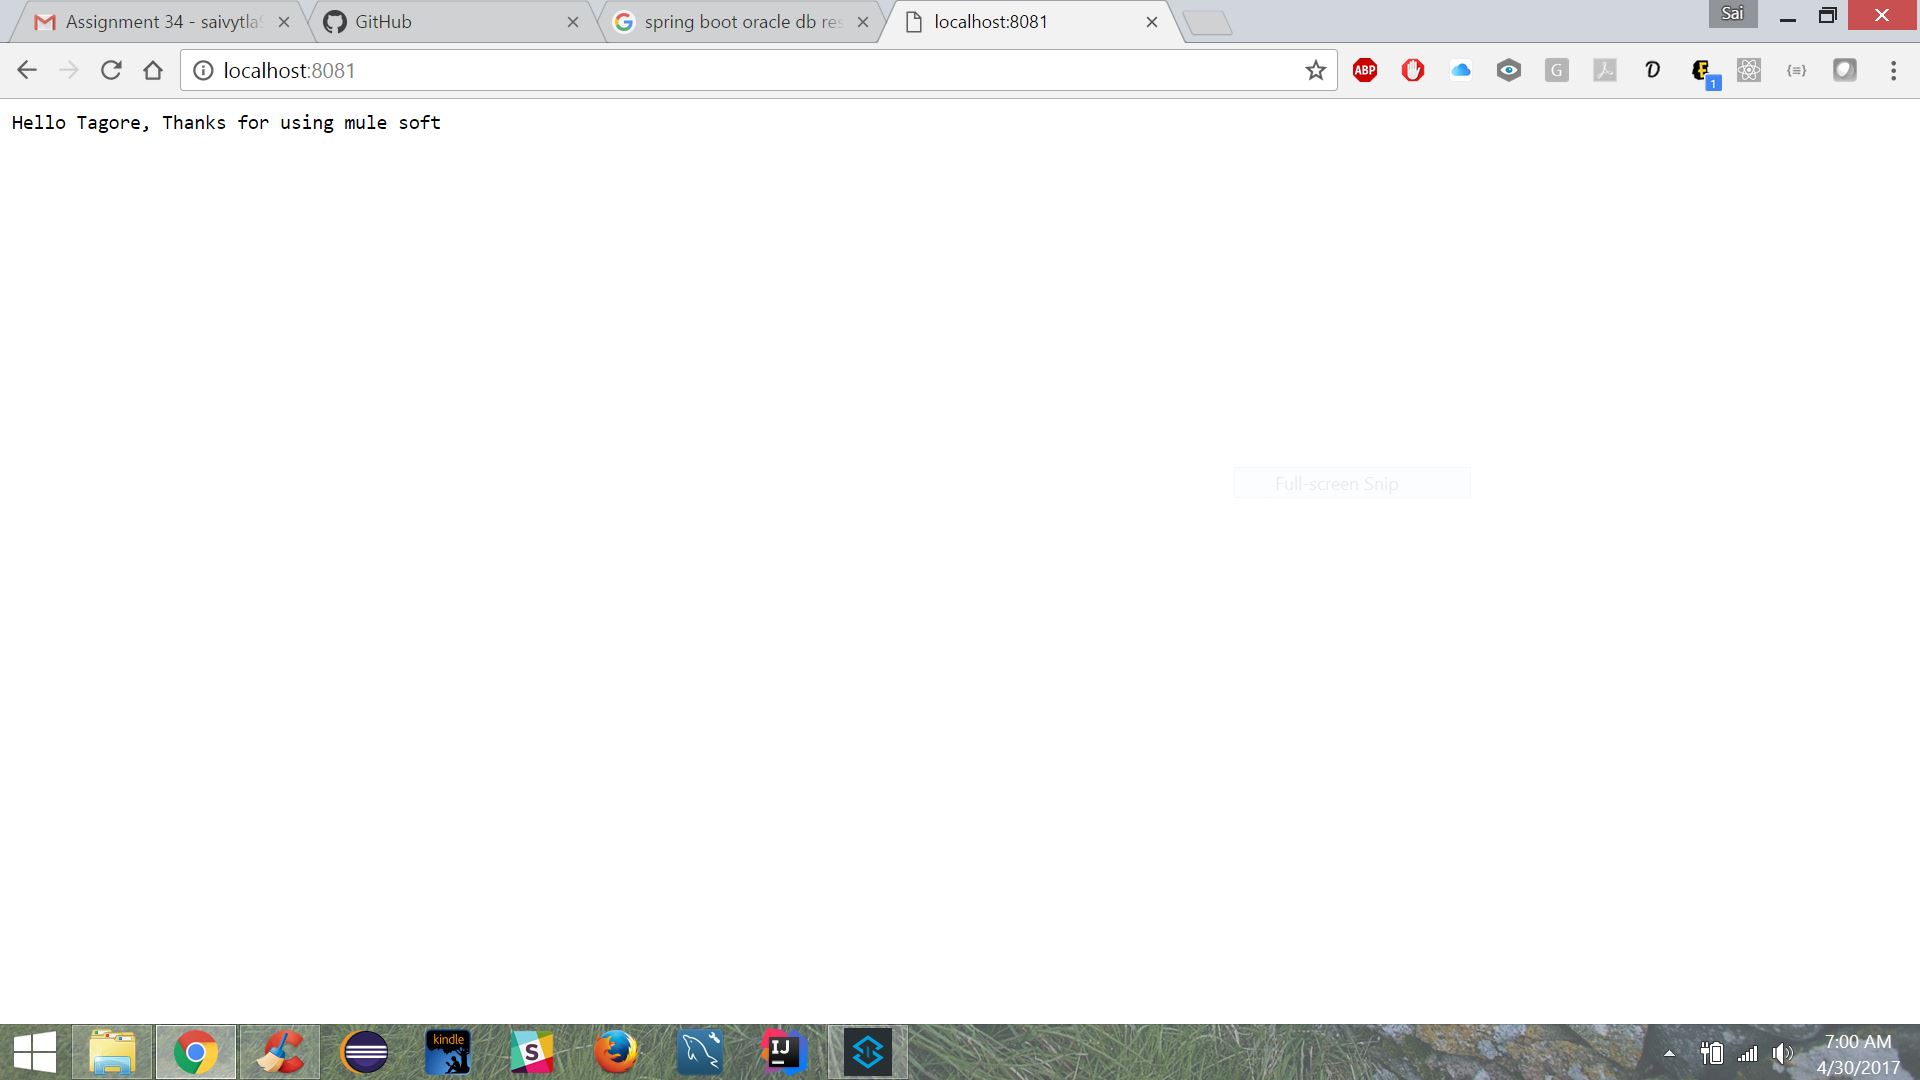 Assignment 34 - saivytla
GitHub
spring boot oracle db res
localhost:8081
Sai
localhost:8081
ABP
G
1
Hello Tagore, Thanks for using mule soft
Full-screen Snip
kindle
S
IJ
7:00 AM
4/30/2017